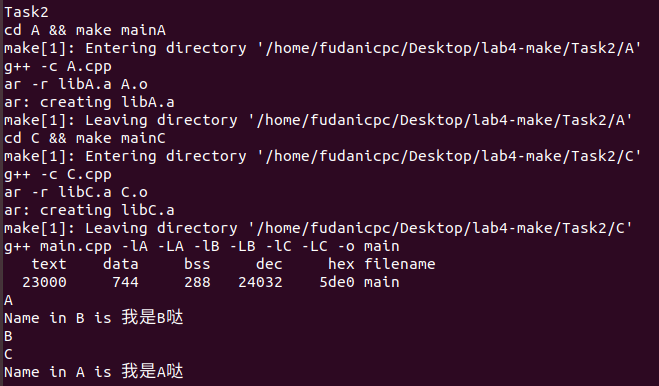 Task2
cd A && make mainA
make[1]: Entering directory '/home/fudanicpc/Desktop/lab4-make/Task2/A'
g++ -c A.cpp
ar -r libA.a A.o
ar: creating libA.a
make[1]: Leaving directory '/home/fudanicpc/Desktop/lab4-make/Task2/A'
cd C && make mainC
make[1]: Entering directory '/home/fudanicpc/Desktop/lab4-make/Task2/C'
g++ -c C.cpp
ar -r libC.a C.o
ar: creating libC.a
make[1]: Leaving directory '/home/fudanicpc/Desktop/lab4-make/Task2/C'
g++ main.cpp -lA -LA -lB -LB -lC -LC -o main
   text    data     bss     dec     hex filename
  23000     744     288   24032    5de0 main
A
Name in B is 我是B哒
B
C
Name in A is 我是A哒